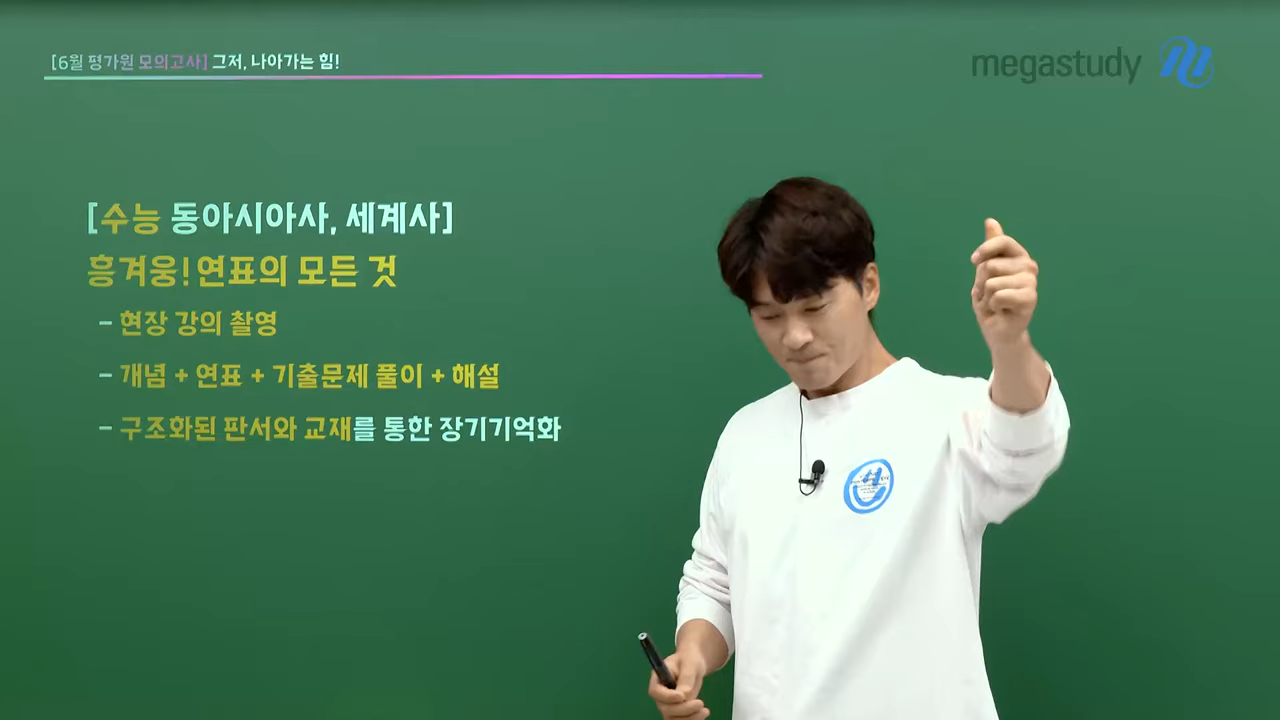 [6월 평가원 모의고사] 그저, 나아가는 힘!
megastudy
[수능 동아시아사, 세계사]
흥겨웅! 연표의 모든 것
- 현장 강의 촬영
- 개념 + 연표 + 기출문제 풀이 + 해설
- 구조화된 판서와 교재를 통한 장기기억화